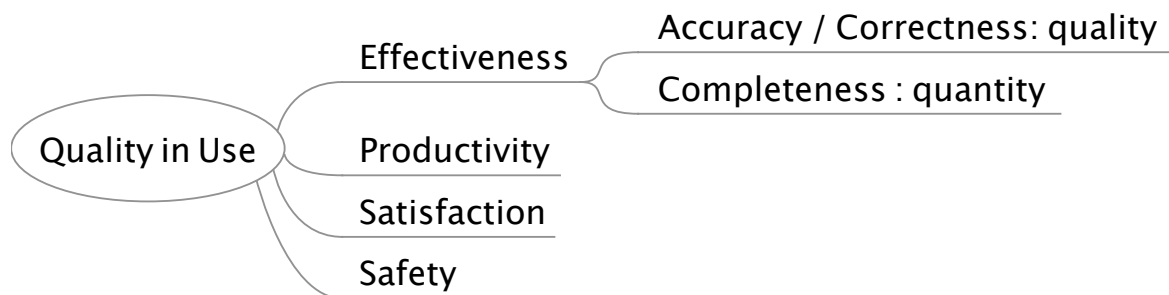 Quality in Use
Effectiveness
Accuracy / Correctness: quality
Completeness : quantity
Productivity
Satisfaction
Safety